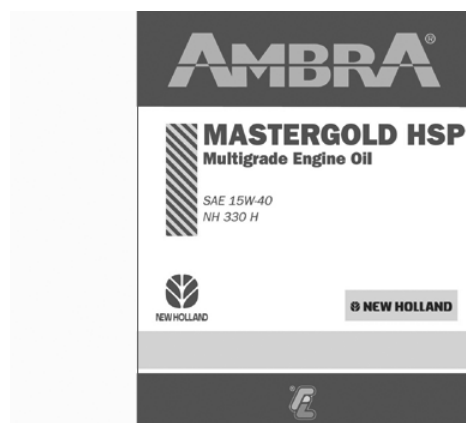 AMBRA®
MASTERGOLD HSP
Multigrade Engine Oil
SAE 15W-40
NH 330 H
NEW HOLLAND
NEW HOLLAND